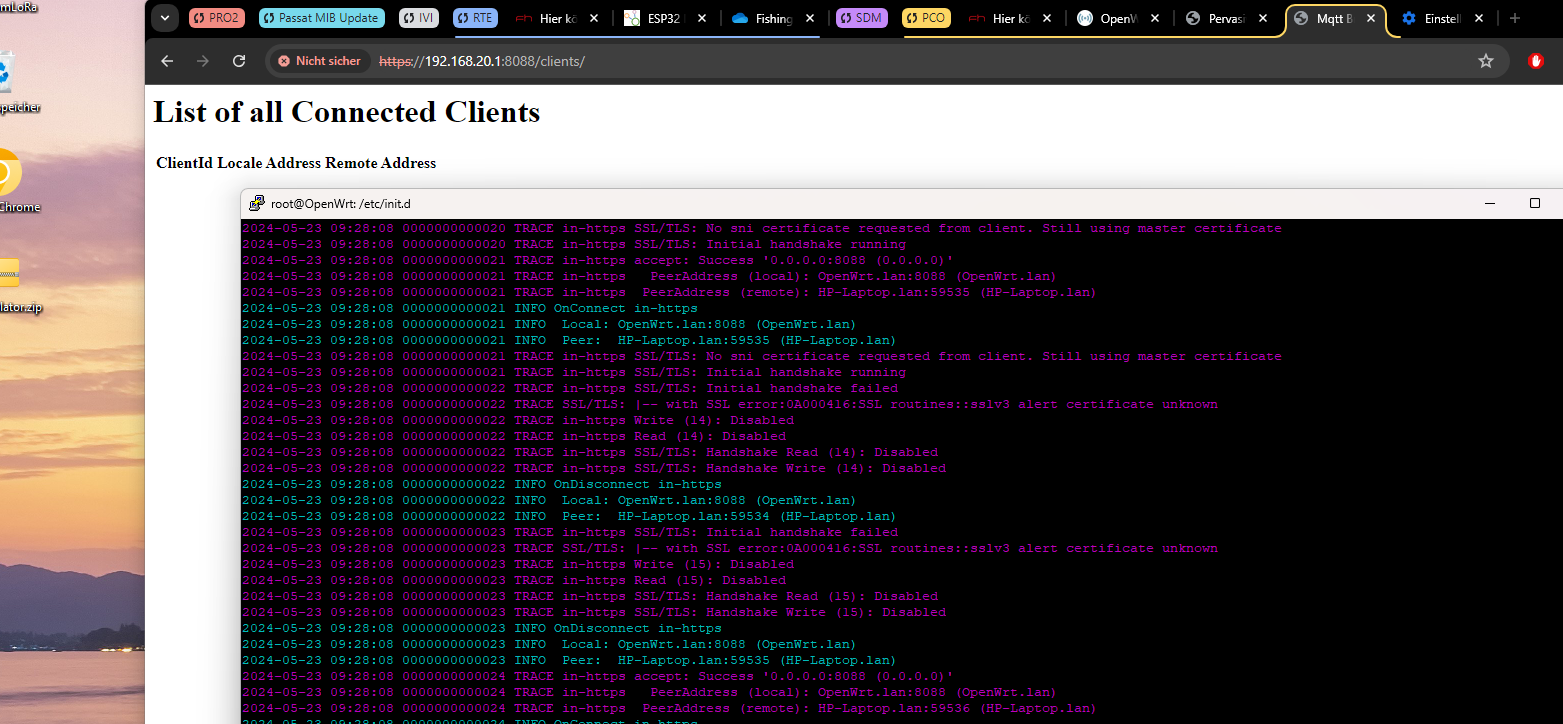 mLoRa
PRO2 Passat MIB Update IVI RTE Hier kö ESP32 Fishing SDM PCO Hier kö OpenW Pervasi Mqtt B Einstell
Nicht sicher https://192.168.20.1:8088/clients/
speicher
Chrome
lator.zip
List of all Connected Clients
ClientId Locale Address Remote Address
root@OpenWrt: /etc/init.d
2024-05-23 09:28:08 0000000000020 TRACE in-https SSL/TLS: No sni certificate requested from client. Still using master certificate
2024-05-23 09:28:08 0000000000020 TRACE in-https SSL/TLS: Initial handshake running
2024-05-23 09:28:08 0000000000021 TRACE in-https accept: Success '0.0.0.0:8088 (0.0.0.0)'
2024-05-23 09:28:08 0000000000021 TRACE in-https   PeerAddress (local): OpenWrt.lan:8088 (OpenWrt.lan)
2024-05-23 09:28:08 0000000000021 TRACE in-https  PeerAddress (remote): HP-Laptop.lan:59535 (HP-Laptop.lan)
2024-05-23 09:28:08 0000000000021 INFO OnConnect in-https
2024-05-23 09:28:08 0000000000021 INFO  Local: OpenWrt.lan:8088 (OpenWrt.lan)
2024-05-23 09:28:08 0000000000021 INFO  Peer:  HP-Laptop.lan:59535 (HP-Laptop.lan)
2024-05-23 09:28:08 0000000000021 TRACE in-https SSL/TLS: No sni certificate requested from client. Still using master certificate
2024-05-23 09:28:08 0000000000021 TRACE in-https SSL/TLS: Initial handshake running
2024-05-23 09:28:08 0000000000022 TRACE in-https SSL/TLS: Initial handshake failed
2024-05-23 09:28:08 0000000000022 TRACE SSL/TLS: |-- with SSL error:0A000416:SSL routines::sslv3 alert certificate unknown
2024-05-23 09:28:08 0000000000022 TRACE in-https Write (14): Disabled
2024-05-23 09:28:08 0000000000022 TRACE in-https Read (14): Disabled
2024-05-23 09:28:08 0000000000022 TRACE in-https SSL/TLS: Handshake Read (14): Disabled
2024-05-23 09:28:08 0000000000022 TRACE in-https SSL/TLS: Handshake Write (14): Disabled
2024-05-23 09:28:08 0000000000022 INFO OnDisconnect in-https
2024-05-23 09:28:08 0000000000022 INFO  Local: OpenWrt.lan:8088 (OpenWrt.lan)
2024-05-23 09:28:08 0000000000022 INFO  Peer:  HP-Laptop.lan:59534 (HP-Laptop.lan)
2024-05-23 09:28:08 0000000000023 TRACE in-https SSL/TLS: Initial handshake failed
2024-05-23 09:28:08 0000000000023 TRACE SSL/TLS: |-- with SSL error:0A000416:SSL routines::sslv3 alert certificate unknown
2024-05-23 09:28:08 0000000000023 TRACE in-https Write (15): Disabled
2024-05-23 09:28:08 0000000000023 TRACE in-https Read (15): Disabled
2024-05-23 09:28:08 0000000000023 TRACE in-https SSL/TLS: Handshake Read (15): Disabled
2024-05-23 09:28:08 0000000000023 TRACE in-https SSL/TLS: Handshake Write (15): Disabled
2024-05-23 09:28:08 0000000000023 INFO OnDisconnect in-https
2024-05-23 09:28:08 0000000000023 INFO  Local: OpenWrt.lan:8088 (OpenWrt.lan)
2024-05-23 09:28:08 0000000000023 INFO  Peer:  HP-Laptop.lan:59535 (HP-Laptop.lan)
2024-05-23 09:28:08 0000000000024 TRACE in-https accept: Success '0.0.0.0:8088 (0.0.0.0)'
2024-05-23 09:28:08 0000000000024 TRACE in-https   PeerAddress (local): OpenWrt.lan:8088 (OpenWrt.lan)
2024-05-23 09:28:08 0000000000024 TRACE in-https  PeerAddress (remote): HP-Laptop.lan:59536 (HP-Laptop.lan)
2024-05-23 09:28:08 0000000000024 INFO OnConnect in-https